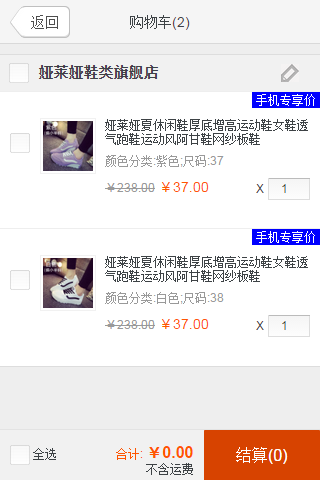 返回
购物车(2)
娅莱娅鞋类旗舰店
手机专享价
娅莱娅夏休闲鞋厚底增高运动鞋女鞋透
气跑鞋运动风阿甘鞋网纱板鞋
颜色分类:紫色;尺码:37
￥238.00 ￥37.00 X 1
手机专享价
娅莱娅夏休闲鞋厚底增高运动鞋女鞋透
气跑鞋运动风阿甘鞋网纱板鞋
颜色分类:白色;尺码:38
￥238.00 ￥37.00 X 1
全选
合计: ￥0.00
不含运费
结算(0)